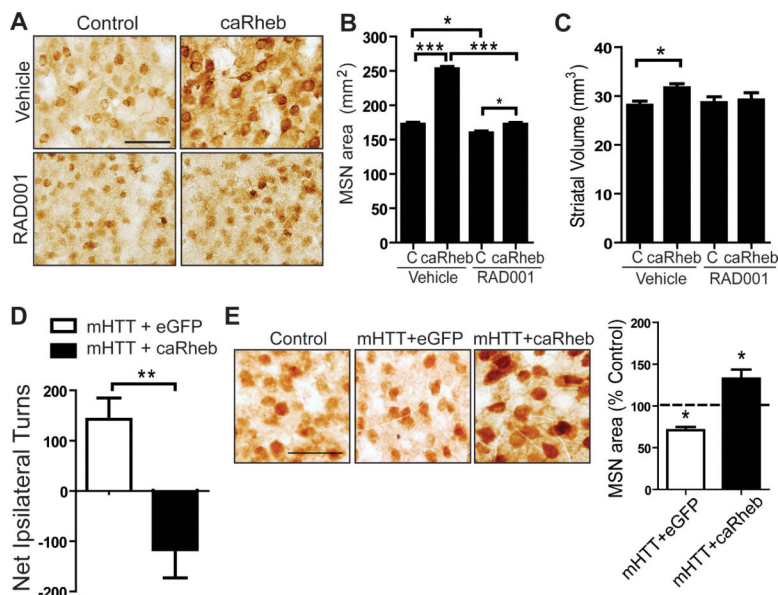 A
Control
caRheb
Vehicle
RAD001
B
MSN area (mm²)
300
250
200
150
100
50
0
*
***
***
*
C caRheb C caRheb
Vehicle RAD001
C
Striatal Volume (mm³)
40
30
20
10
0
*
C caRheb C caRheb
Vehicle RAD001
D
mHTT + eGFP
mHTT + caRheb
Net Ipsilateral Turns
200
100
0
-100
-200
**
E
Control
mHTT+eGFP
mHTT+caRheb
MSN area (% Control)
150
100
50
0
*
*
mHTT+eGFP
mHTT+caRheb